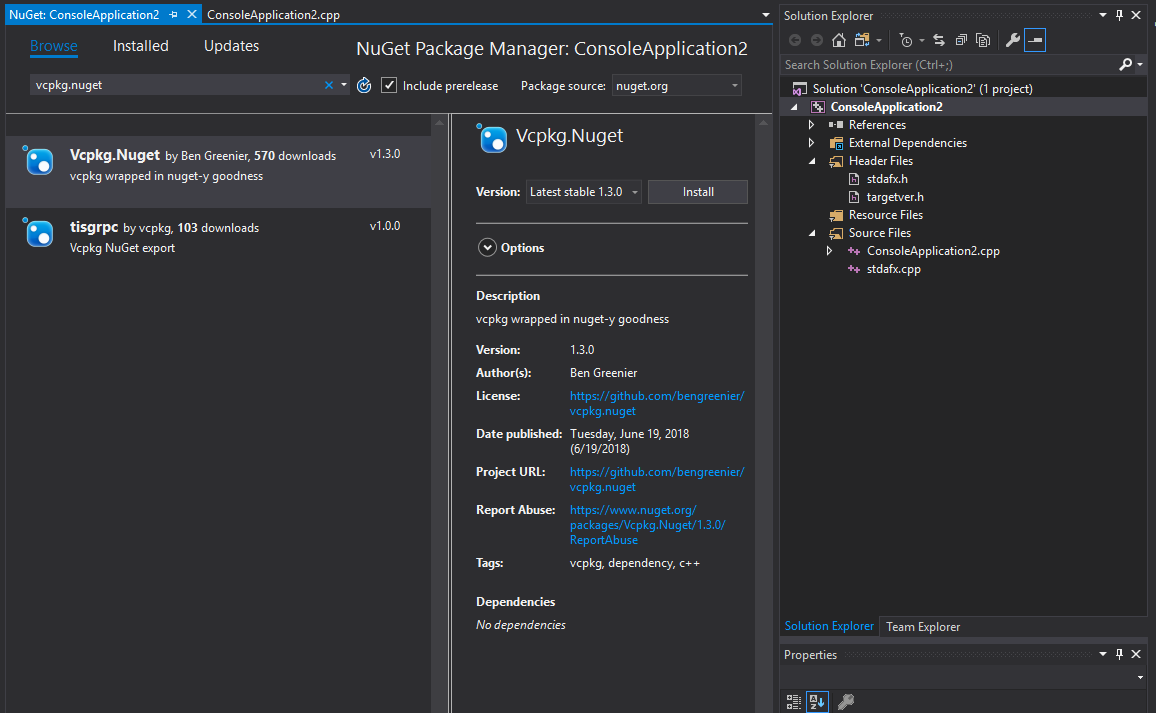 NuGet: ConsoleApplication2
ConsoleApplication2.cpp
Browse Installed Updates
NuGet Package Manager: ConsoleApplication2
vcpkg.nuget
Include prerelease
Package source: nuget.org
Vcpkg.Nuget by Ben Greenier, 570 downloads
v1.3.0
vcpkg wrapped in nuget-y goodness
tisgrpc by vcpkg, 103 downloads
v1.0.0
Vcpkg NuGet export
Vcpkg.Nuget
Version: Latest stable 1.3.0 Install
Options
Description
vcpkg wrapped in nuget-y goodness
Version: 1.3.0
Author(s): Ben Greenier
License: https://github.com/bengreenier/
vcpkg.nuget
Date published: Tuesday, June 19, 2018
(6/19/2018)
Project URL: https://github.com/bengreenier/
vcpkg.nuget
Report Abuse: https://www.nuget.org/
packages/Vcpkg.Nuget/1.3.0/
ReportAbuse
Tags: vcpkg, dependency, c++
Dependencies
No dependencies
Solution Explorer
Search Solution Explorer (Ctrl+;)
Solution 'ConsoleApplication2' (1 project)
ConsoleApplication2
References
External Dependencies
Header Files
stdafx.h
targetver.h
Resource Files
Source Files
ConsoleApplication2.cpp
stdafx.cpp
Solution Explorer Team Explorer
Properties